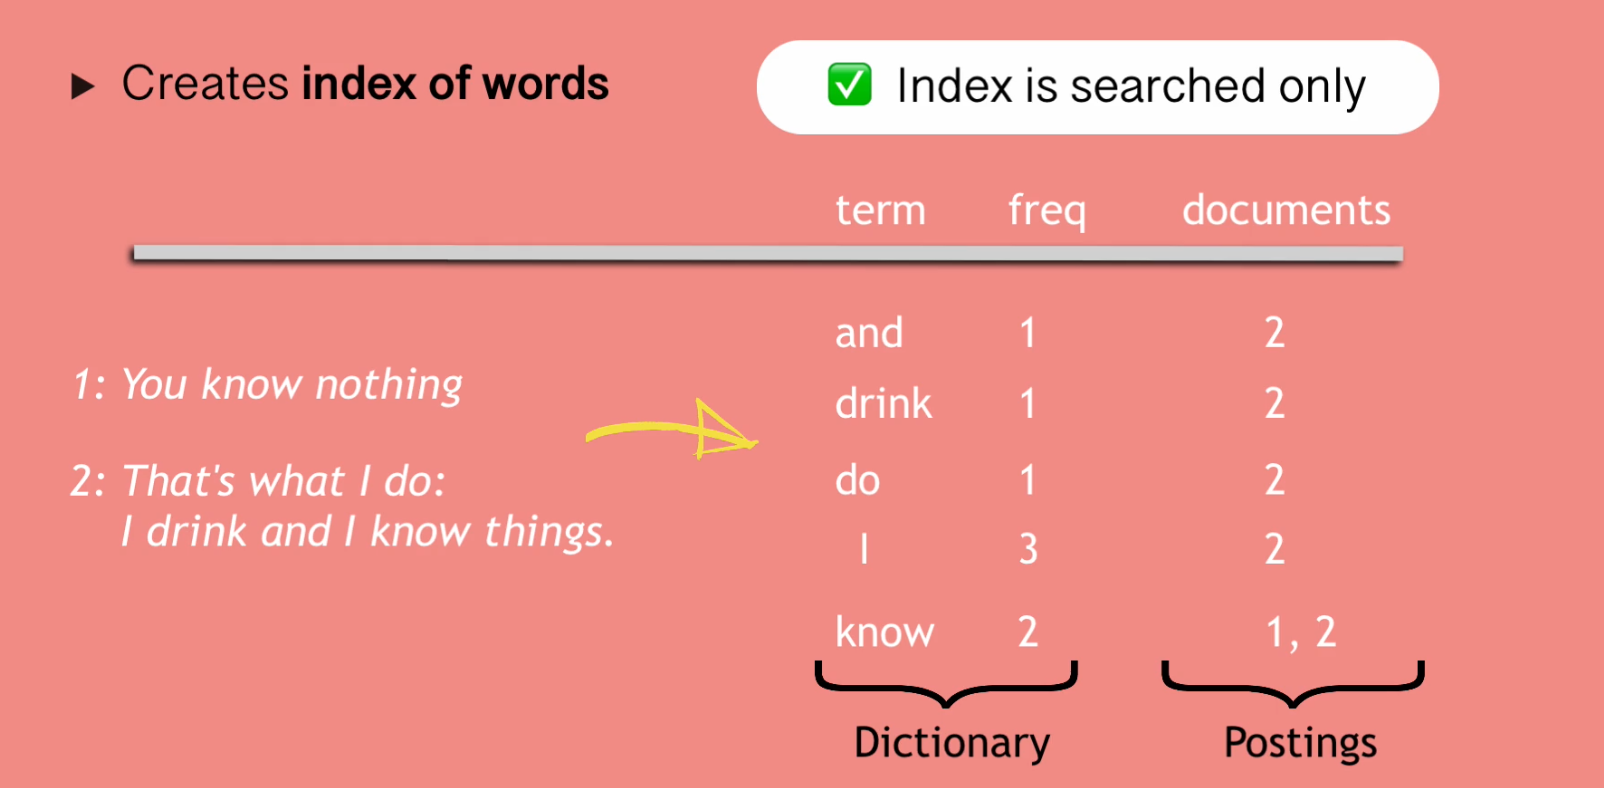 ▶ Creates index of words
✅ Index is searched only
term freq documents
1: You know nothing
2: That's what I do:
I drink and I know things.
and 1 2
drink 1 2
do 1 2
I 3 2
know 2 1, 2
Dictionary Postings